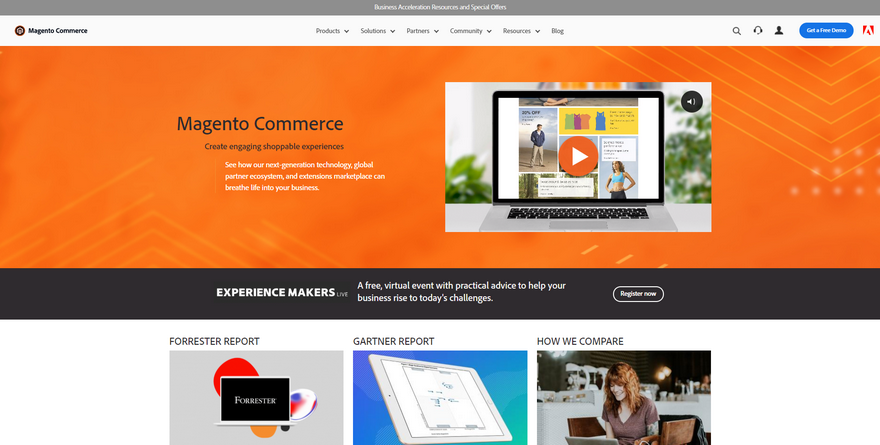 Business Acceleration Resources and Special Offers
Magento Commerce
Products
Solutions
Partners
Community
Resources
Blog
Get a Free Demo
Magento Commerce
Create engaging shoppable experiences
See how our next-generation technology, global
partner ecosystem, and extensions marketplace can
breathe life into your business.
20% OFF
EXPERIENCE MAKERS LIVE
A free, virtual event with practical advice to help your
business rise to today's challenges.
Register now
FORRESTER REPORT
GARTNER REPORT
HOW WE COMPARE
FORRESTER